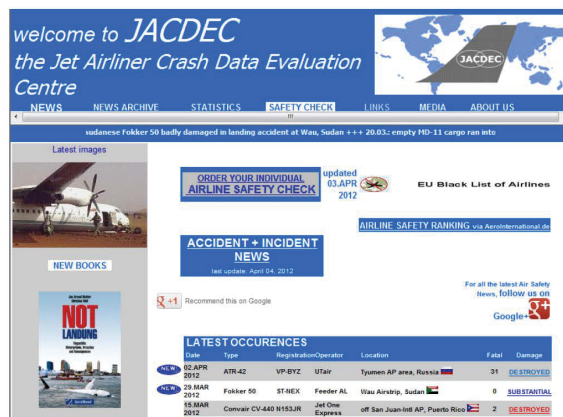 welcome to JACDEC
the Jet Airliner Crash Data Evaluation
Centre
JACDEC
NEWS NEWS ARCHIVE STATISTICS SAFETY CHECK LINKS MEDIA ABOUT US
sudanese Fokker 50 badly damaged in landing accident at Wau, Sudan +++ 20.03.: empty MD-11 cargo ran into
Latest images
ORDER YOUR INDIVIDUAL
AIRLINE SAFETY CHECK
updated
03.APR
2012
EU Black List of Airlines
AIRLINE SAFETY RANKING via AeroInternational.de
ACCIDENT + INCIDENT
NEWS
last update: April 04, 2012
NEW BOOKS
For all the latest Air Safety
News, follow us on
Google+
g+
+1 Recommend this on Google
NOT
LANDUNG
LATEST OCCURENCES
Date Type Registration Operator Location Fatal Damage
NEW 02.APR
2012 ATR-42 VP-BYZ UTair Tyumen AP area, Russia 31 DESTROYED
NEW 29.MAR
2012 Fokker 50 ST-NEX Feeder AL Wau Airstrip, Sudan 0 SUBSTANTIAL
15.MAR
2012 Convair CV-440 N153JR Jet One
Express off San Juan-Intl AP, Puerto Rico 2 DESTROYED